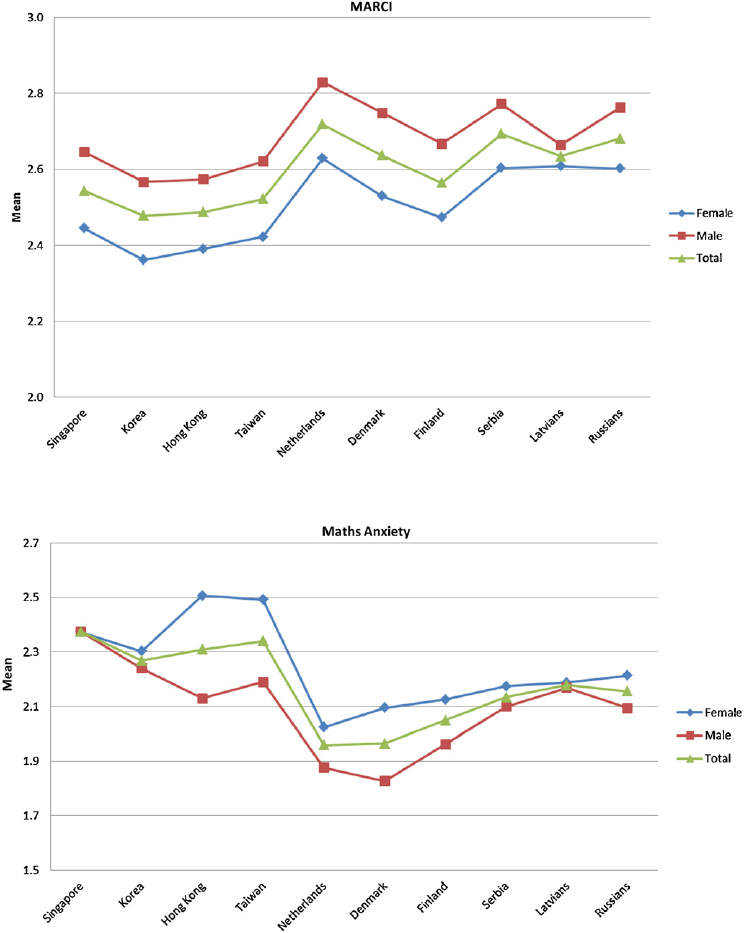 MARCI
3.0
2.8
2.6
2.4
2.2
2.0
Mean
Singapore
Korea
Hong Kong
Taiwan
Netherlands
Denmark
Finland
Serbia
Latvians
Russians
Female
Male
Total
Maths Anxiety
2.7
2.5
2.3
2.1
1.9
1.7
1.5
Mean
Singapore
Korea
Hong Kong
Taiwan
Netherlands
Denmark
Finland
Serbia
Latvians
Russians
Female
Male
Total